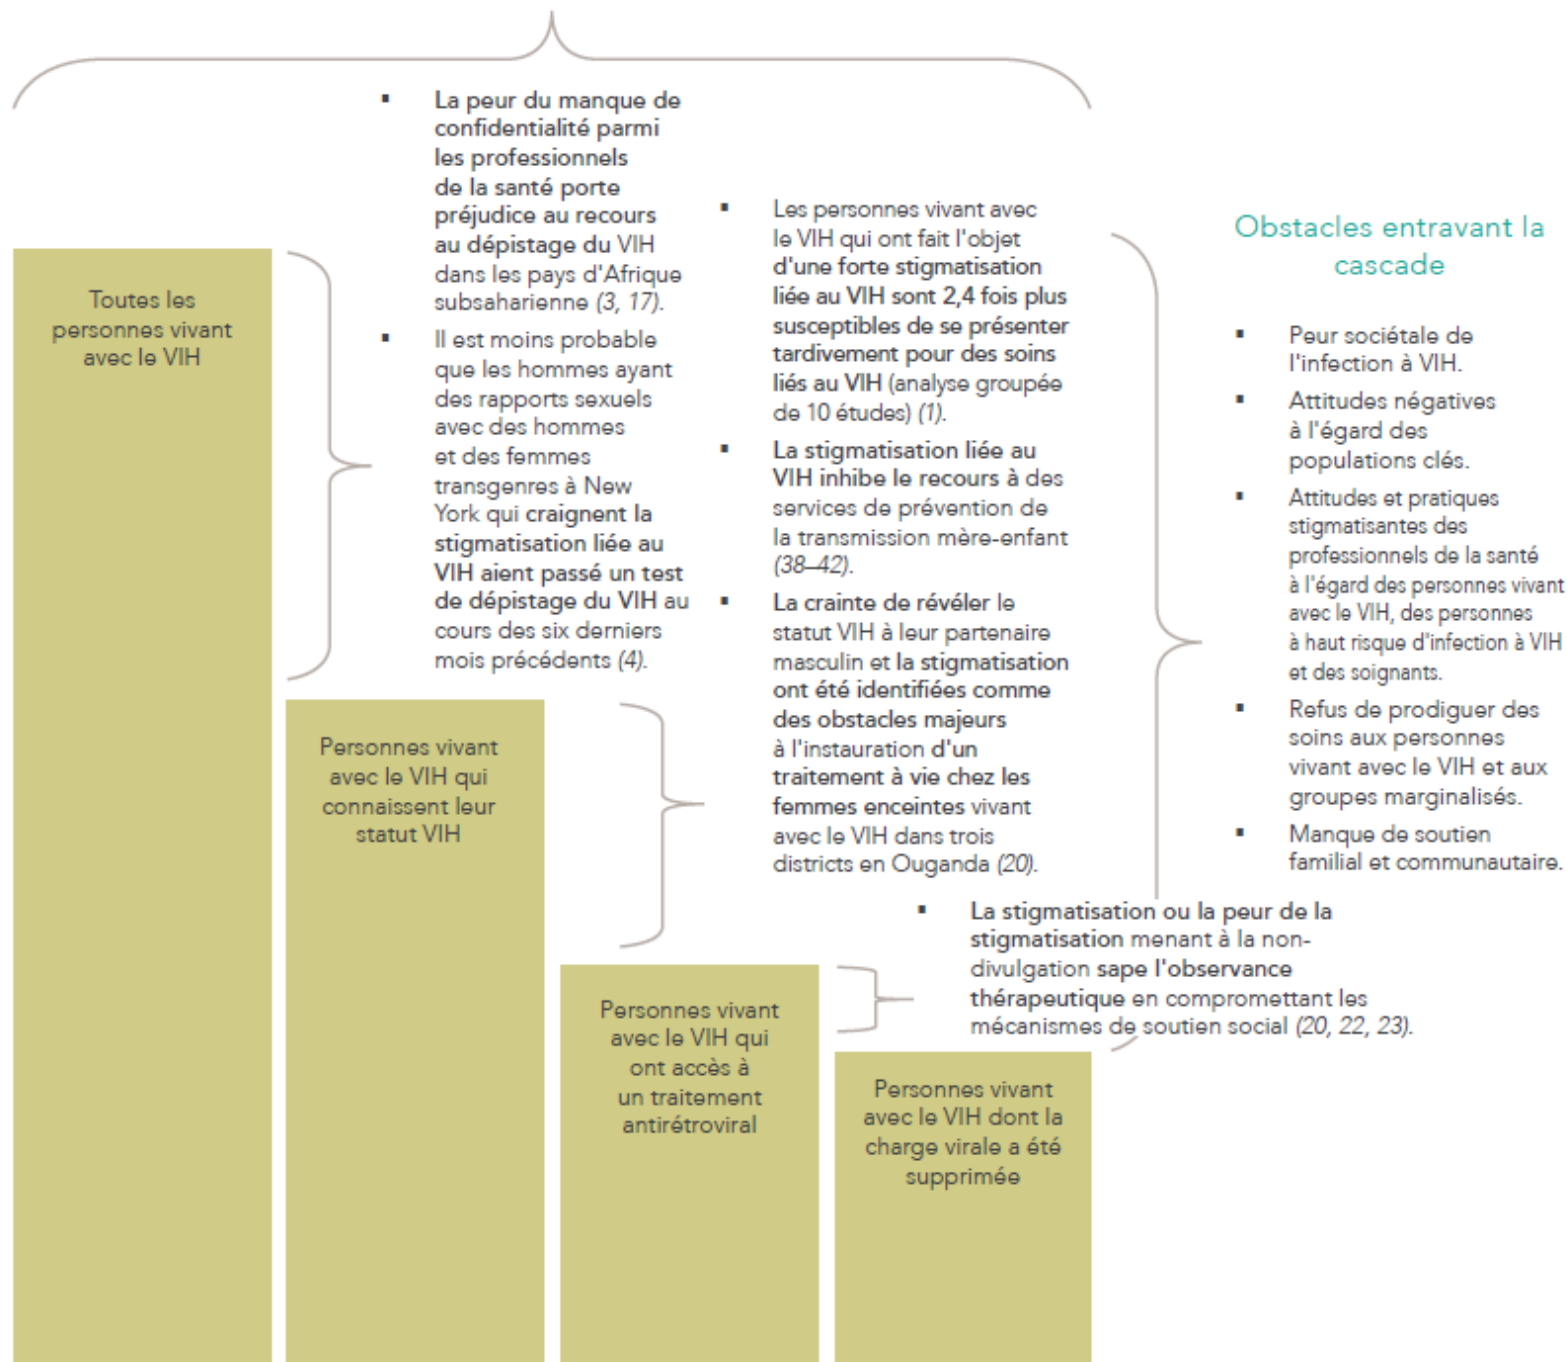 La peur du manque de
confidentialité parmi
les professionnels
de la santé porte
préjudice au recours
au dépistage du VIH
dans les pays d'Afrique
subsaharienne (3, 17).
Il est moins probable
que les hommes ayant
des rapports sexuels
avec des hommes
et des femmes
transgenres à New
York qui craignent la
stigmatisation liée au
VIH aient passé un test
de dépistage du VIH au
cours des six derniers
mois précédents (4).
Les personnes vivant avec
le VIH qui ont fait l'objet
d'une forte stigmatisation
liée au VIH sont 2,4 fois plus
susceptibles de se présenter
tardivement pour des soins
liés au VIH (analyse groupée
de 10 études) (1).
La stigmatisation liée au
VIH inhibe le recours à des
services de prévention de
la transmission mère-enfant
(38–42).
La crainte de révéler le
statut VIH à leur partenaire
masculin et la stigmatisation
ont été identifiées comme
des obstacles majeurs
à l'instauration d'un
traitement à vie chez les
femmes enceintes vivant
avec le VIH dans trois
districts en Ouganda (20).
La stigmatisation ou la peur de la
stigmatisation menant à la non-
divulgation sape l'observance
thérapeutique en compromettant les
mécanismes de soutien social (20, 22, 23).
Obstacles entravant la
cascade
Peur sociétale de
l'infection à VIH.
Attitudes négatives
à l'égard des
populations clés.
Attitudes et pratiques
stigmatisantes des
professionnels de la santé
à l'égard des personnes vivant
avec le VIH, des personnes
à haut risque d'infection à VIH
et des soignants.
Refus de prodiguer des
soins aux personnes
vivant avec le VIH et aux
groupes marginalisés.
Manque de soutien
familial et communautaire.
Toutes les
personnes vivant
avec le VIH
Personnes vivant
avec le VIH qui
connaissent leur
statut VIH
Personnes vivant
avec le VIH qui
ont accès à
un traitement
antirétroviral
Personnes vivant
avec le VIH dont la
charge virale a été
supprimée